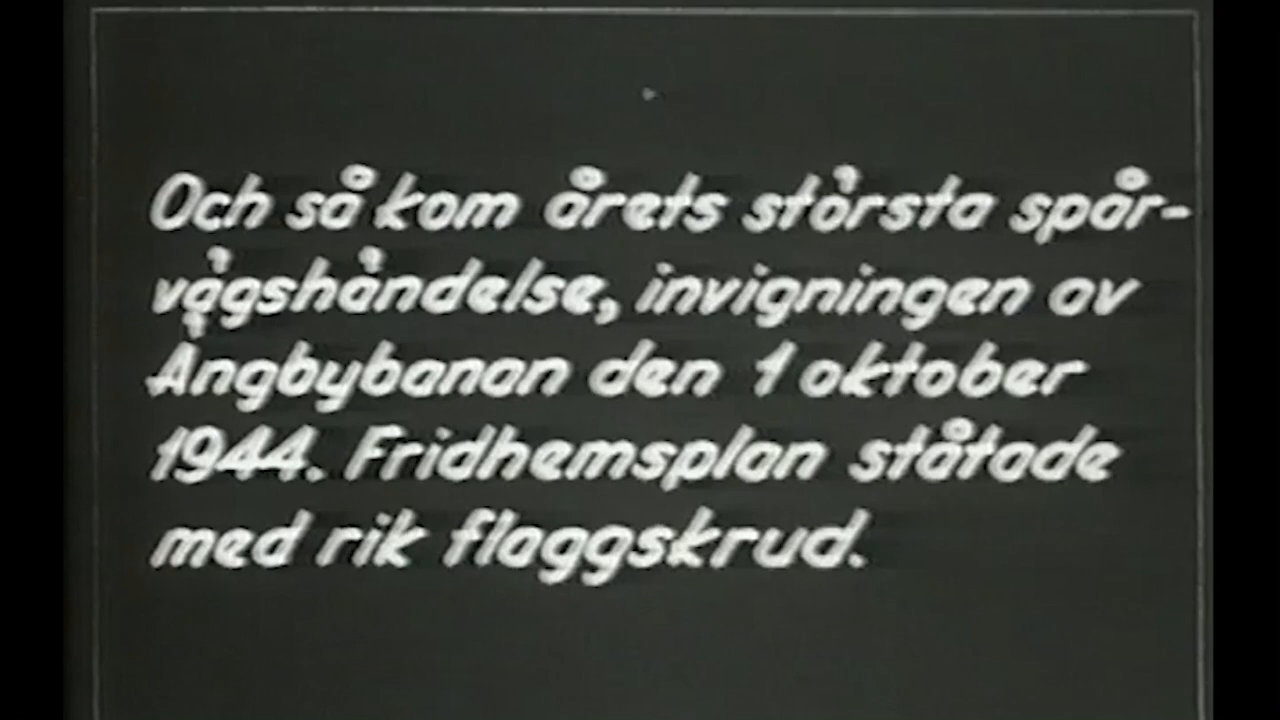 Och så kom årets största spår-
vägshändelse, invigningen av
Ängbybanan den 1 oktober
1944. Fridhemsplan ståtade
med rik flaggskrud.